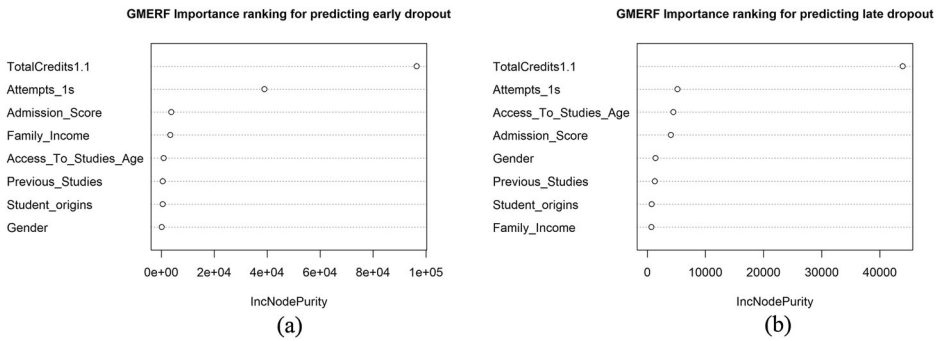 GMERF Importance ranking for predicting early dropout
TotalCredits1.1
Attempts_1s
Admission_Score
Family_Income
Access_To_Studies_Age
Previous_Studies
Student_origins
Gender
0e+00 2e+04 4e+04 6e+04 8e+04 1e+05
IncNodePurity
(a)
GMERF Importance ranking for predicting late dropout
TotalCredits1.1
Attempts_1s
Access_To_Studies_Age
Admission_Score
Gender
Previous_Studies
Student_origins
Family_Income
0 10000 20000 30000 40000
IncNodePurity
(b)